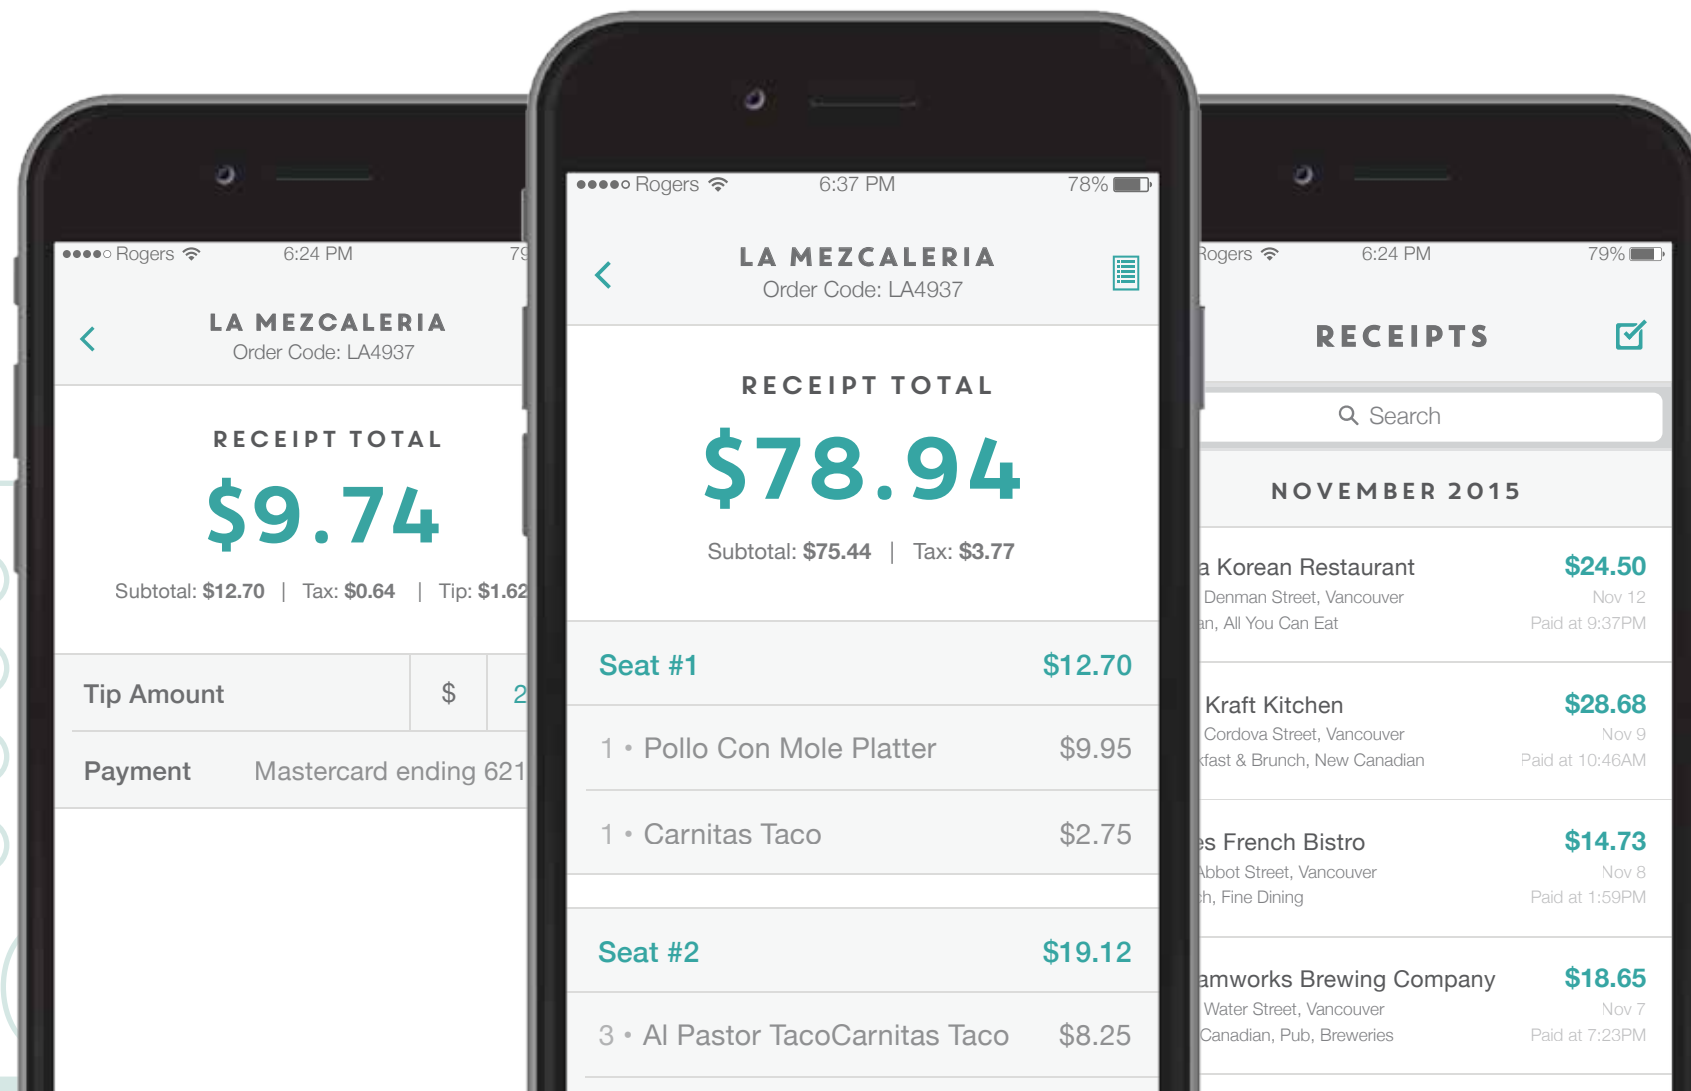 Rogers 6:24 PM 79
LA MEZCALERIA
Order Code: LA4937
RECEIPT TOTAL
$9.74
Subtotal: $12.70 | Tax: $0.64 | Tip: $1.62
Tip Amount $ 2
Payment Mastercard ending 621
Rogers 6:37 PM 78%
LA MEZCALERIA
Order Code: LA4937
RECEIPT TOTAL
$78.94
Subtotal: $75.44 | Tax: $3.77
Seat #1 $12.70
1 • Pollo Con Mole Platter $9.95
1 • Carnitas Taco $2.75
Seat #2 $19.12
3 • Al Pastor TacoCarnitas Taco $8.25
Rogers 6:24 PM 79%
RECEIPTS
Search
NOVEMBER 2015
a Korean Restaurant $24.50
Denman Street, Vancouver Nov 12
an, All You Can Eat Paid at 9:37PM
Kraft Kitchen $28.68
Cordova Street, Vancouver Nov 9
kfast & Brunch, New Canadian Paid at 10:46AM
es French Bistro $14.73
Abbot Street, Vancouver Nov 8
ch, Fine Dining Paid at 1:59PM
amworks Brewing Company $18.65
Water Street, Vancouver Nov 7
Canadian, Pub, Breweries Paid at 7:23PM